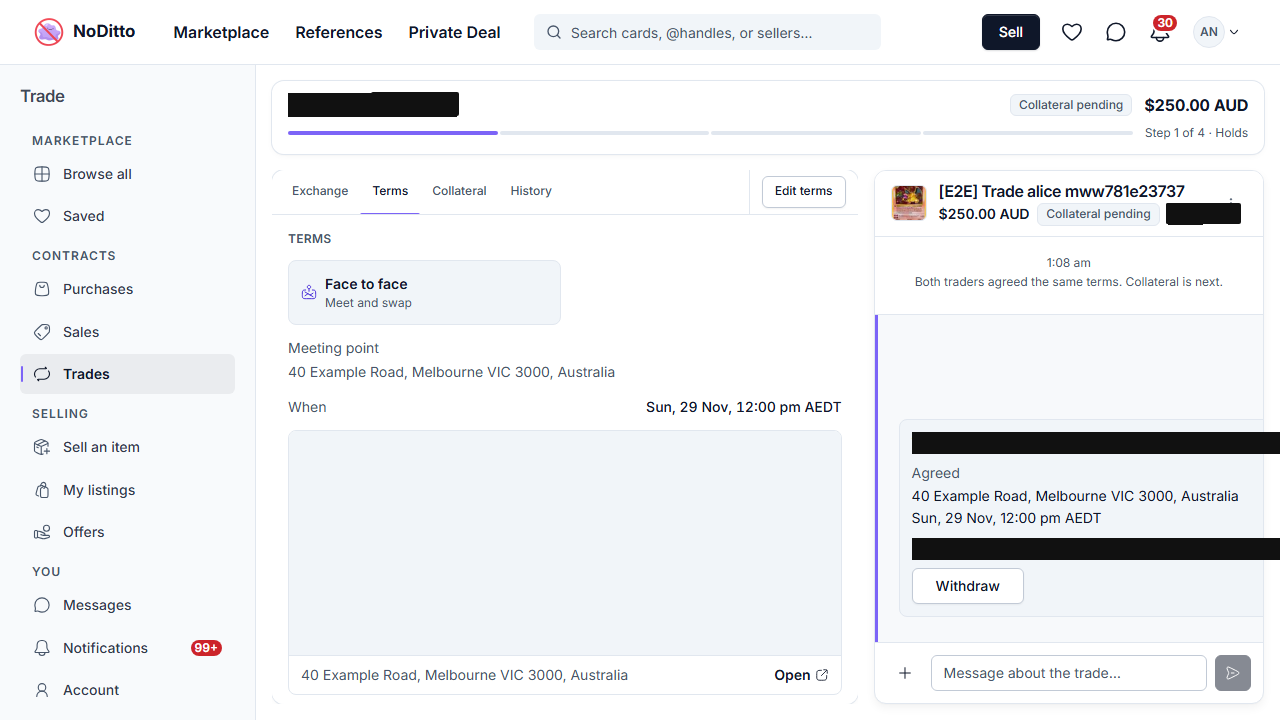 NoDitto
Marketplace
References
Private Deal
Search cards, @handles, or sellers...
Sell
30
AN
Trade
MARKETPLACE
Browse all
Saved
CONTRACTS
Purchases
Sales
Trades
SELLING
Sell an item
My listings
Offers
YOU
Messages
Notifications
99+
Account
Collateral pending
$250.00 AUD
Step 1 of 4 · Holds
Exchange
Terms
Collateral
History
Edit terms
TERMS
Face to face
Meet and swap
Meeting point
40 Example Road, Melbourne VIC 3000, Australia
When
Sun, 29 Nov, 12:00 pm AEDT
40 Example Road, Melbourne VIC 3000, Australia
Open
[E2E] Trade alice mww781e23737
$250.00 AUD
Collateral pending
1:08 am
Both traders agreed the same terms. Collateral is next.
Agreed
40 Example Road, Melbourne VIC 3000, Australia
Sun, 29 Nov, 12:00 pm AEDT
Withdraw
Message about the trade...